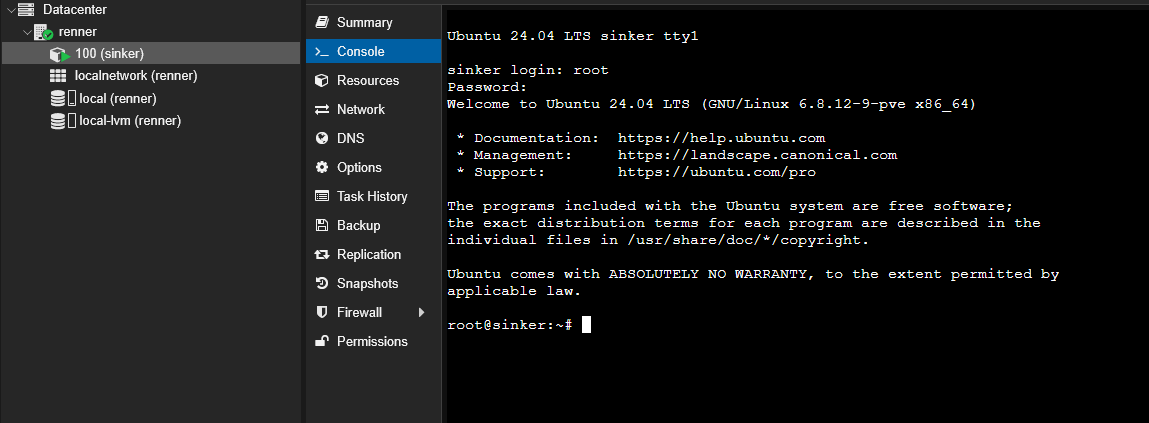 Datacenter
renner
100 (sinker)
localnetwork (renner)
local (renner)
local-lvm (renner)
Summary
Console
Resources
Network
DNS
Options
Task History
Backup
Replication
Snapshots
Firewall
Permissions
Ubuntu 24.04 LTS sinker tty1
sinker login: root
Password:
Welcome to Ubuntu 24.04 LTS (GNU/Linux 6.8.12-9-pve x86_64)
* Documentation:  https://help.ubuntu.com
* Management:     https://landscape.canonical.com
* Support:        https://ubuntu.com/pro
The programs included with the Ubuntu system are free software;
the exact distribution terms for each program are described in the
individual files in /usr/share/doc/*/copyright.
Ubuntu comes with ABSOLUTELY NO WARRANTY, to the extent permitted by
applicable law.
root@sinker:~#